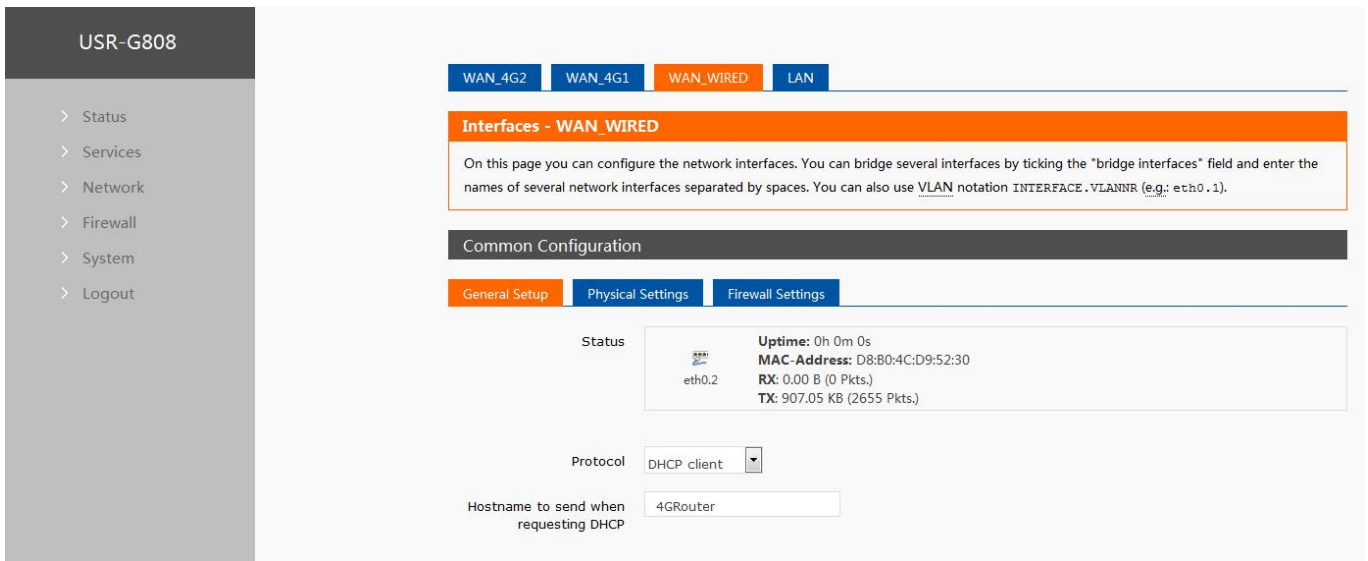 USR-G808
Status
Services
Network
Firewall
System
Logout
WAN_4G2 WAN_4G1 WAN_WIRED LAN
Interfaces - WAN_WIRED
On this page you can configure the network interfaces. You can bridge several interfaces by ticking the "bridge interfaces" field and enter the
names of several network interfaces separated by spaces. You can also use VLAN notation INTERFACE.VLANNR (e.g.: eth0.1).
Common Configuration
General Setup Physical Settings Firewall Settings
Status
eth0.2
Uptime: 0h 0m 0s
MAC-Address: D8:B0:4C:D9:52:30
RX: 0.00 B (0 Pkts.)
TX: 907.05 KB (2655 Pkts.)
Protocol DHCP client
Hostname to send when
requesting DHCP
4GRouter